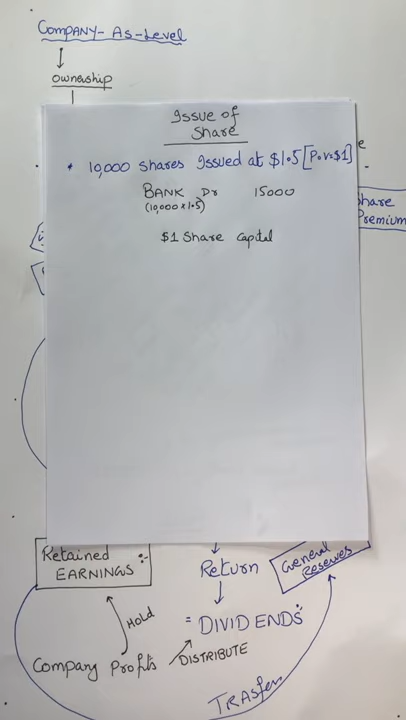 COMPANY- AS-Level
ownership
Issue of
Share
* 10,000 shares Issued at $1.5 [P.V=$1]
BANK Dr 15000
(10,000 x 1.5)
$1 Share Capital
share
Premium
Retained
EARNINGS :-
Return
General
Reserves
= DIVIDENDS :
HOLD
DISTRIBUTE
Company Profits
TRASfer